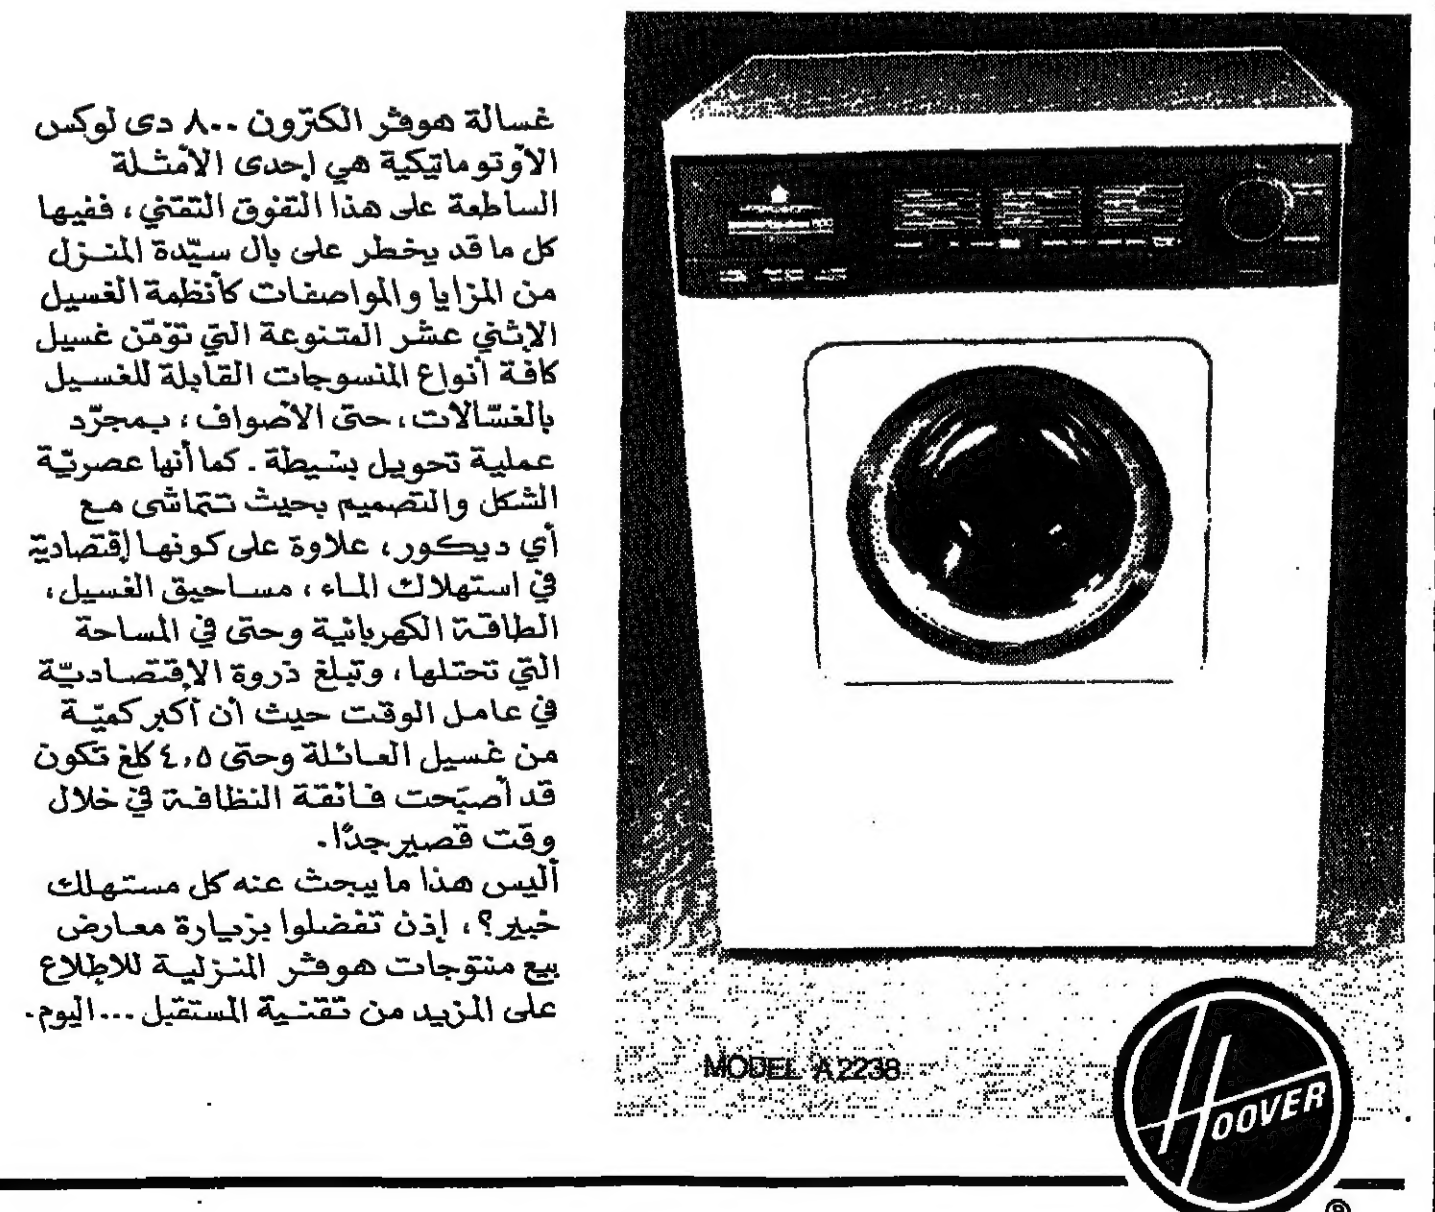 غسالة هوفر الكترون ٨٠٠ دى لوكس
الأوتوماتيكية هي إحدى الأمثلة
الساطعة على هذا التفوق التقني، ففيها
كل ما قد يخطر على بال سيّدة المنزل
من المزايا والمواصفات كأنظمة الغسيل
الإثني عشر المتنوعة التي تؤمّن غسيل
كافة أنواع المنسوجات القابلة للغسيل
بالغسّالات، حتى الأصواف، بمجرّد
عملية تحويل بسيطة. كما أنها عصريّة
الشكل والتصميم بحيث تتماشى مع
أي ديكور، علاوة على كونها إقتصاديّة
في استهلاك الماء، مساحيق الغسيل،
الطاقة الكهربائية وحتى في المساحة
التي تحتلها، وتبلغ ذروة الإقتصاديّة
في عامل الوقت حيث أن أكبر كميّة
من غسيل العائلة وحتى ٤,٥ كلغ تكون
قد أصبحت فائقة النظافة في خلال
وقت قصير جدًا.
أليس هذا ما يبحث عنه كل مستهلك
خبير؟، إذن تفضلوا بزيارة معارض
بيع منتوجات هوفر المنزلية للاطلاع
على المزيد من تقنية المستقبل ... اليوم.
MODEL A2238
HOOVER
®